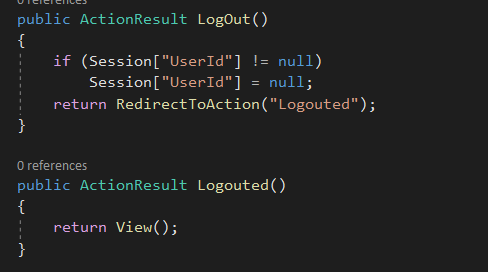 0 references
public ActionResult LogOut()
{
if (Session["UserId"] != null)
Session["UserId"] = null;
return RedirectToAction("Logouted");
}
0 references
public ActionResult Logouted()
{
return View();
}